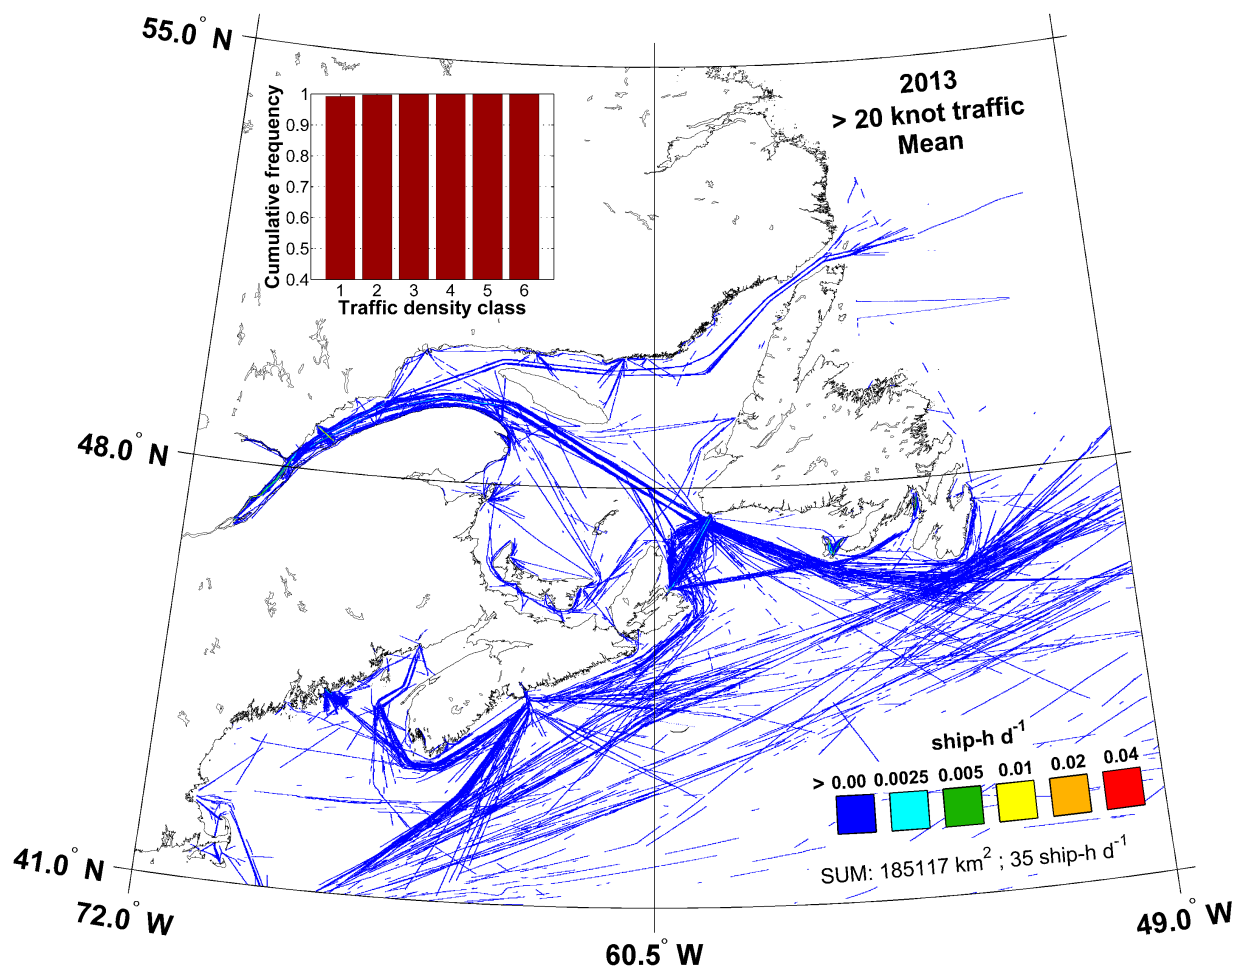 55.0° N
2013
> 20 knot traffic
Mean
Cumulative frequency
1
0.9
0.8
0.7
0.6
0.5
0.4
1 2 3 4 5 6
Traffic density class
48.0° N
ship-h d-1
> 0.00 0.0025 0.005 0.01 0.02 0.04
SUM: 185117 km2 ; 35 ship-h d-1
41.0° N
72.0° W
60.5° W
49.0° W